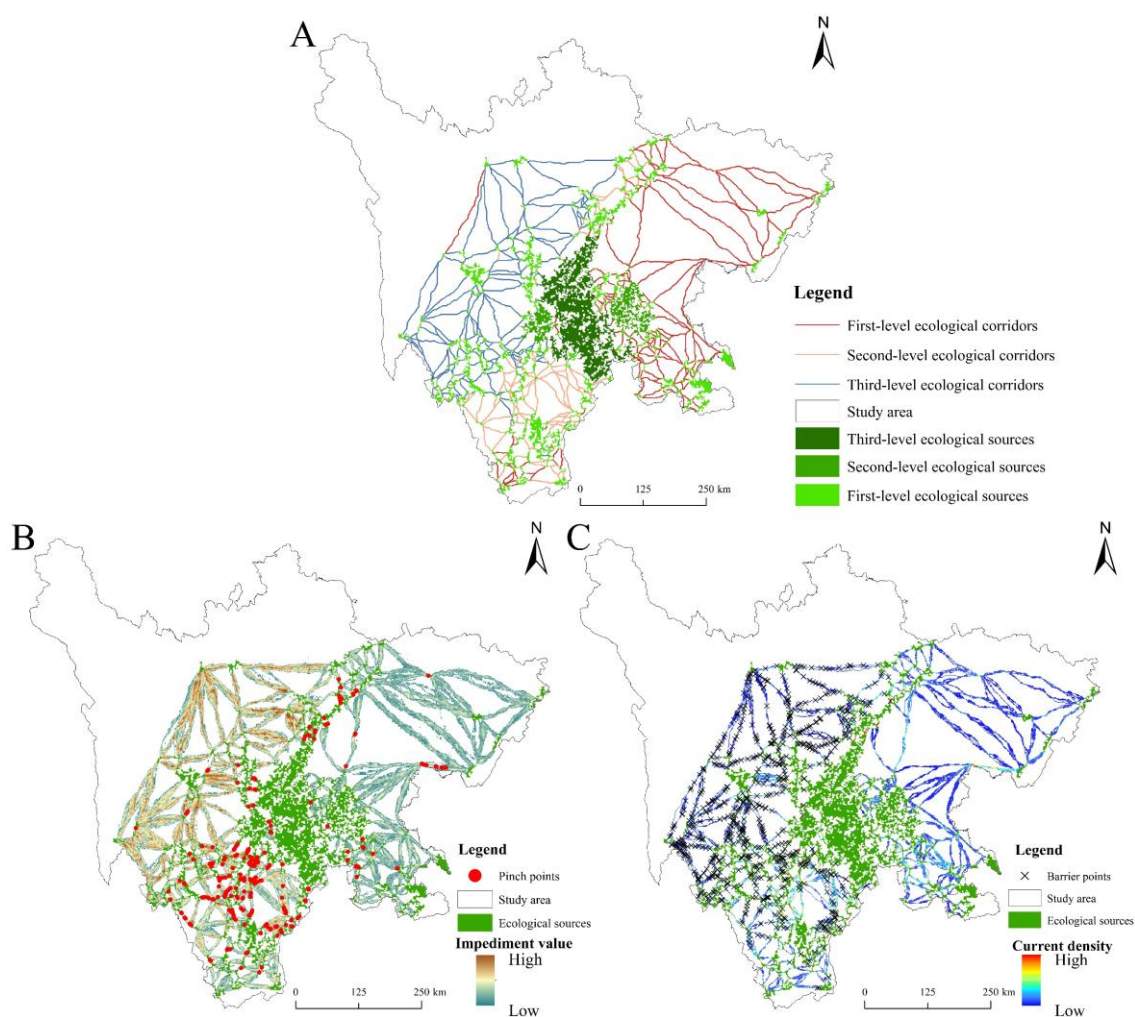 A
N
Legend
First-level ecological corridors
Second-level ecological corridors
Third-level ecological corridors
Study area
Third-level ecological sources
Second-level ecological sources
First-level ecological sources
0 125 250 km
B
N
Legend
Pinch points
Study area
Ecological sources
Impediment value
High
Low
0 125 250 km
C
N
Legend
Barrier points
Study area
Ecological sources
Current density
High
Low
0 125 250 km